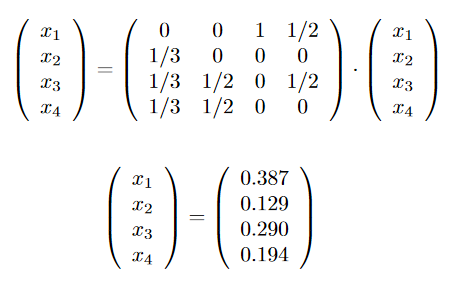 x1 = 0 0 1 1/2 · x1
x2 1/3 0 0 0 x2
x3 1/3 1/2 0 1/2 x3
x4 1/3 1/2 0 0 x4
x1 = 0.387
x2 0.129
x3 0.290
x4 0.194